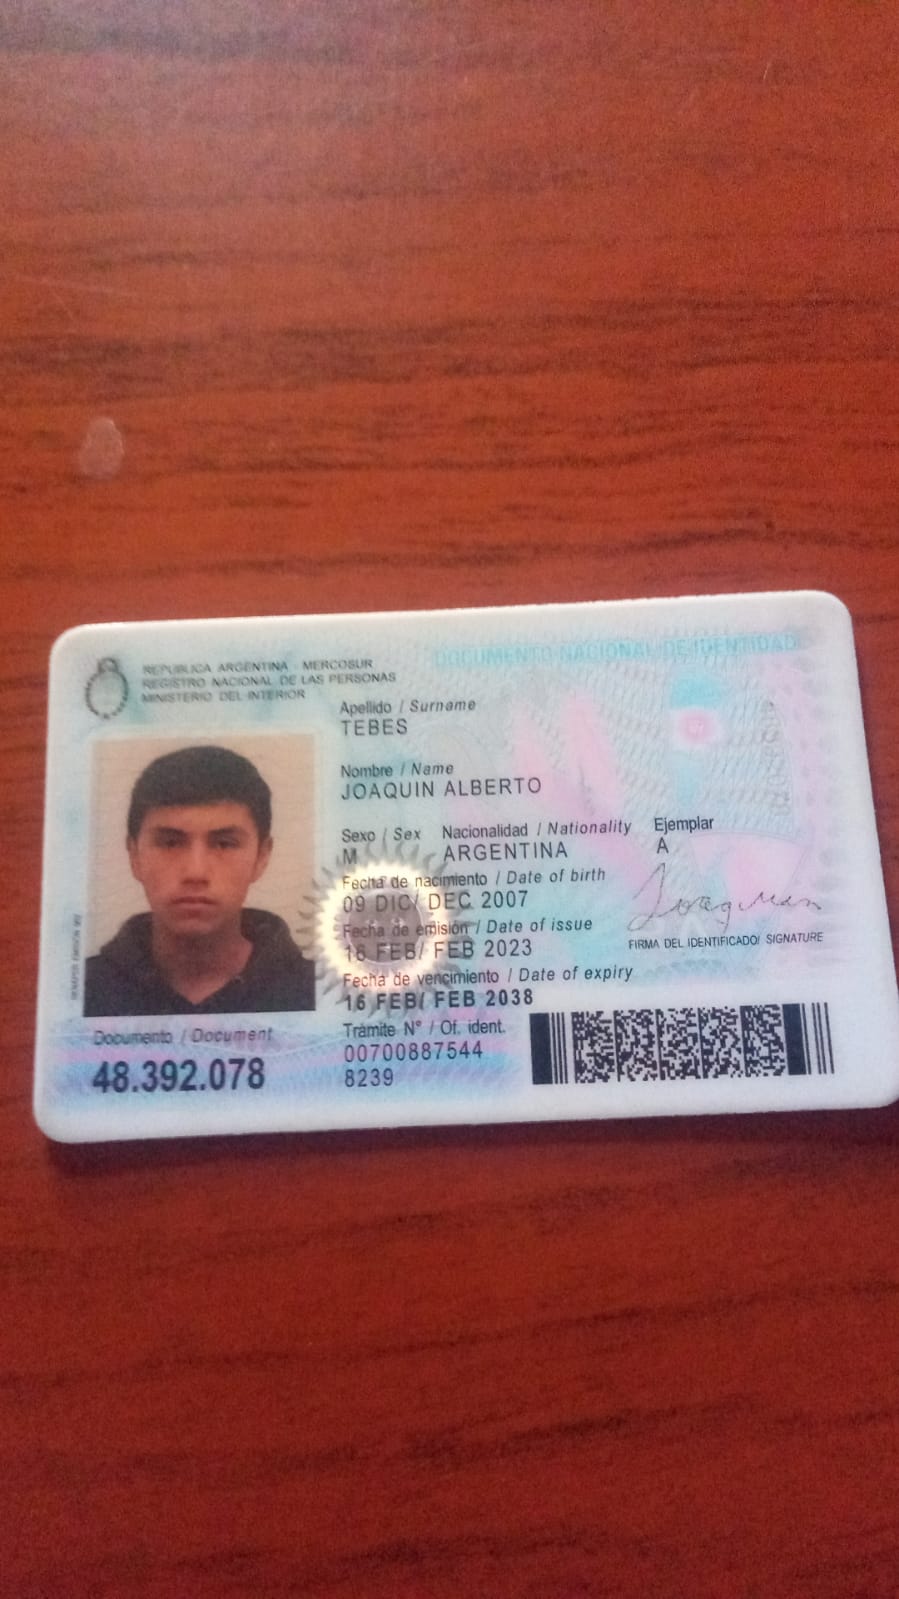 REPUBLICA ARGENTINA - MERCOSUR
REGISTRO NACIONAL DE LAS PERSONAS
MINISTERIO DEL INTERIOR
DOCUMENTO NACIONAL DE IDENTIDAD
Apellido / Surname
TEBES
Nombre / Name
JOAQUIN ALBERTO
Sexo / Sex Nacionalidad / Nationality Ejemplar
M ARGENTINA A
Fecha de nacimiento / Date of birth
09 DIC/ DEC 2007
Fecha de emisión / Date of issue
16 FEB/ FEB 2023
FIRMA DEL IDENTIFICADO/ SIGNATURE
Fecha de vencimiento / Date of expiry
16 FEB/ FEB 2038
Documento / Document
48.392.078
Trámite N° / Of. ident.
00700887544
8239